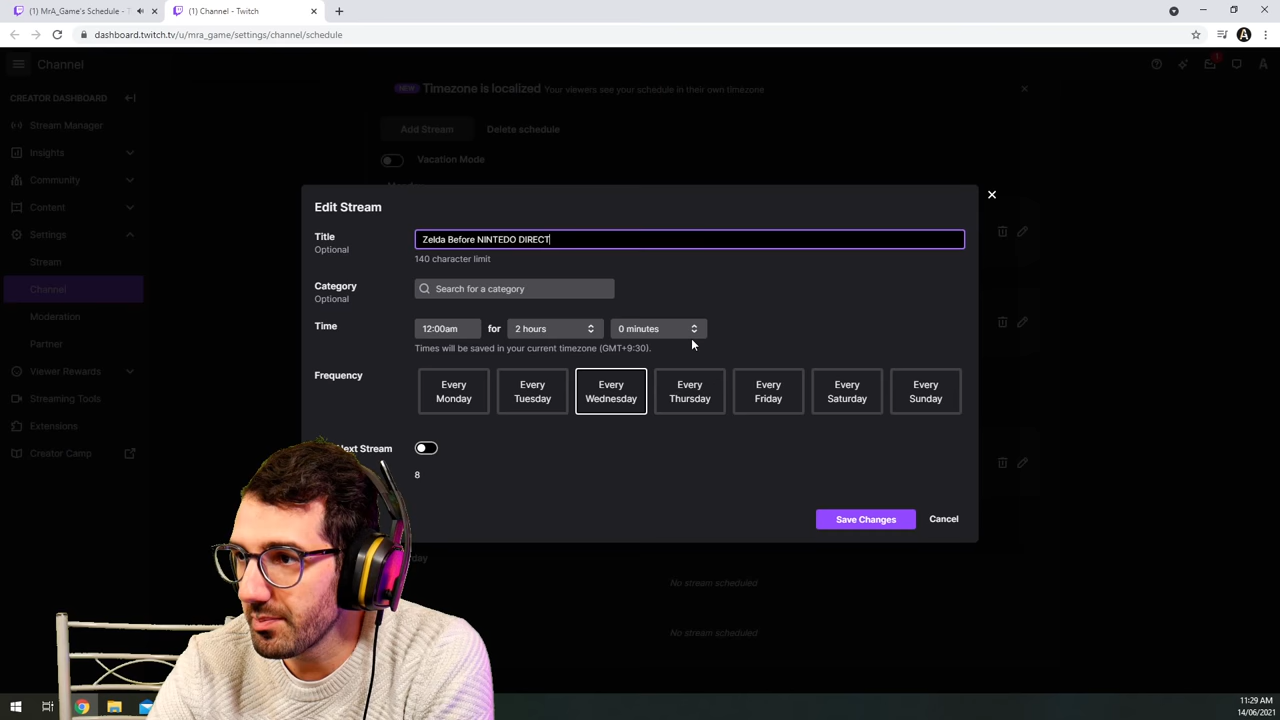 (1) MrA_Game's Schedule -
(1) Channel - Twitch
dashboard.twitch.tv/u/mra_game/settings/channel/schedule
A
Channel
1
A
CREATOR DASHBOARD
Stream Manager
Insights
Community
Content
Settings
Stream
Channel
Moderation
Partner
Viewer Rewards
Streaming Tools
Extensions
Creator Camp
NEW Timezone is localized Your viewers see your schedule in their own timezone
Add Stream Delete schedule
Vacation Mode
Edit Stream
Title
Optional
Zelda Before NINTEDO DIRECT
140 character limit
Category
Optional
Search for a category
Time
12:00am for 2 hours 0 minutes
Times will be saved in your current timezone (GMT+9:30).
Frequency
Every Monday
Every Tuesday
Every Wednesday
Every Thursday
Every Friday
Every Saturday
Every Sunday
Next Stream
8
Save Changes Cancel
No stream scheduled
No stream scheduled
11:29 AM
14/06/2021